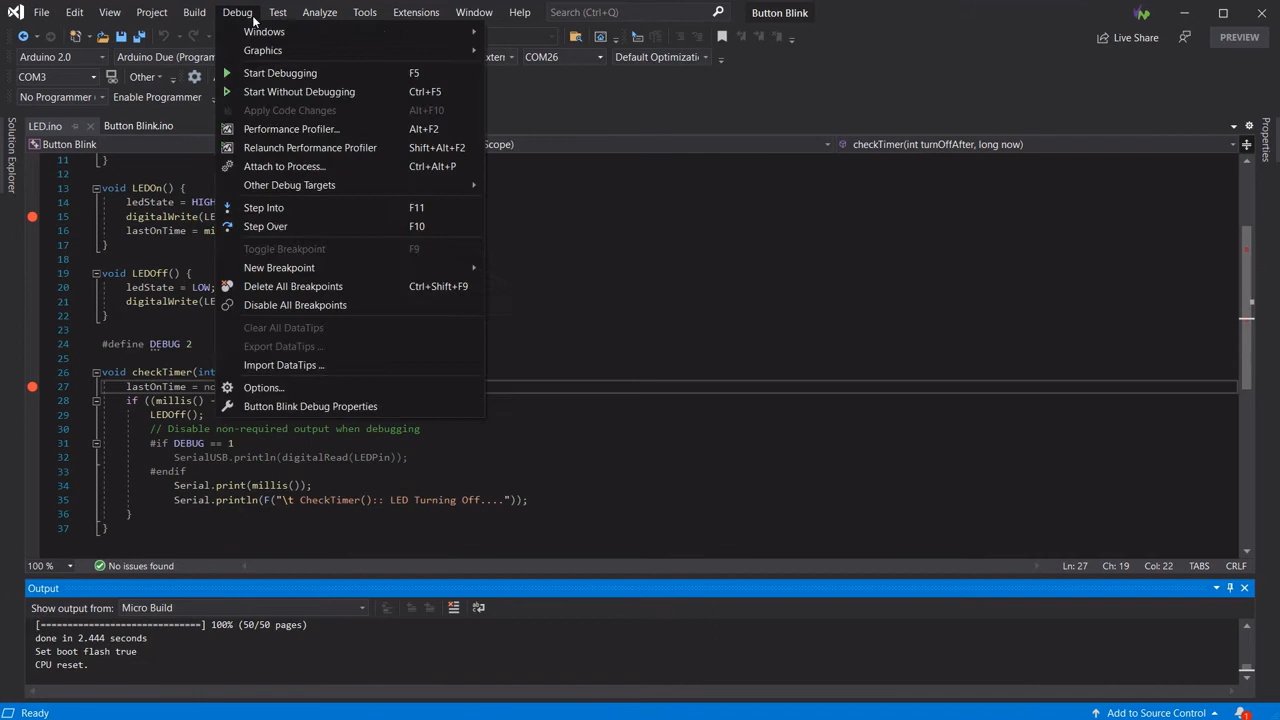 File Edit View Project Build Debug Test Analyze Tools Extensions Window Help Search (Ctrl+Q) Button Blink
Live Share PREVIEW
Arduino 2.0 Arduino Due (Program COM26 Default Optimizati
COM3 Other
No Programmer Enable Programmer
LED.ino Button Blink.ino
Button Blink Scope) checkTimer(int turnOffAfter, long now)
Solution Explorer
Properties
Windows
Graphics
Start Debugging F5
Start Without Debugging Ctrl+F5
Apply Code Changes Alt+F10
Performance Profiler... Alt+F2
Relaunch Performance Profiler Shift+Alt+F2
Attach to Process... Ctrl+Alt+P
Other Debug Targets
Step Into F11
Step Over F10
Toggle Breakpoint F9
New Breakpoint
Delete All Breakpoints Ctrl+Shift+F9
Disable All Breakpoints
Clear All DataTips
Export DataTips ...
Import DataTips ...
Options...
Button Blink Debug Properties
11 }
12
13 void LEDOn() {
14 ledState = HIGH
15 digitalWrite(LE
16 lastOnTime = mi
17 }
18
19 void LEDOff() {
20 ledState = LOW;
21 digitalWrite(LE
22 }
23
24 #define DEBUG 2
25
26 void checkTimer(int
27 lastOnTime = no
28 if ((millis() -
29 LEDOff();
30 // Disable non-required output when debugging
31 #if DEBUG == 1
32 SerialUSB.println(digitalRead(LEDPin));
33 #endif
34 Serial.print(millis());
35 Serial.println(F("\t CheckTimer():: LED Turning Off...."));
36 }
37 }
100 % No issues found Ln: 27 Ch: 19 Col: 22 TABS CRLF
Output
Show output from: Micro Build
[==============================] 100% (50/50 pages)
done in 2.444 seconds
Set boot flash true
CPU reset.
Ready Add to Source Control 1